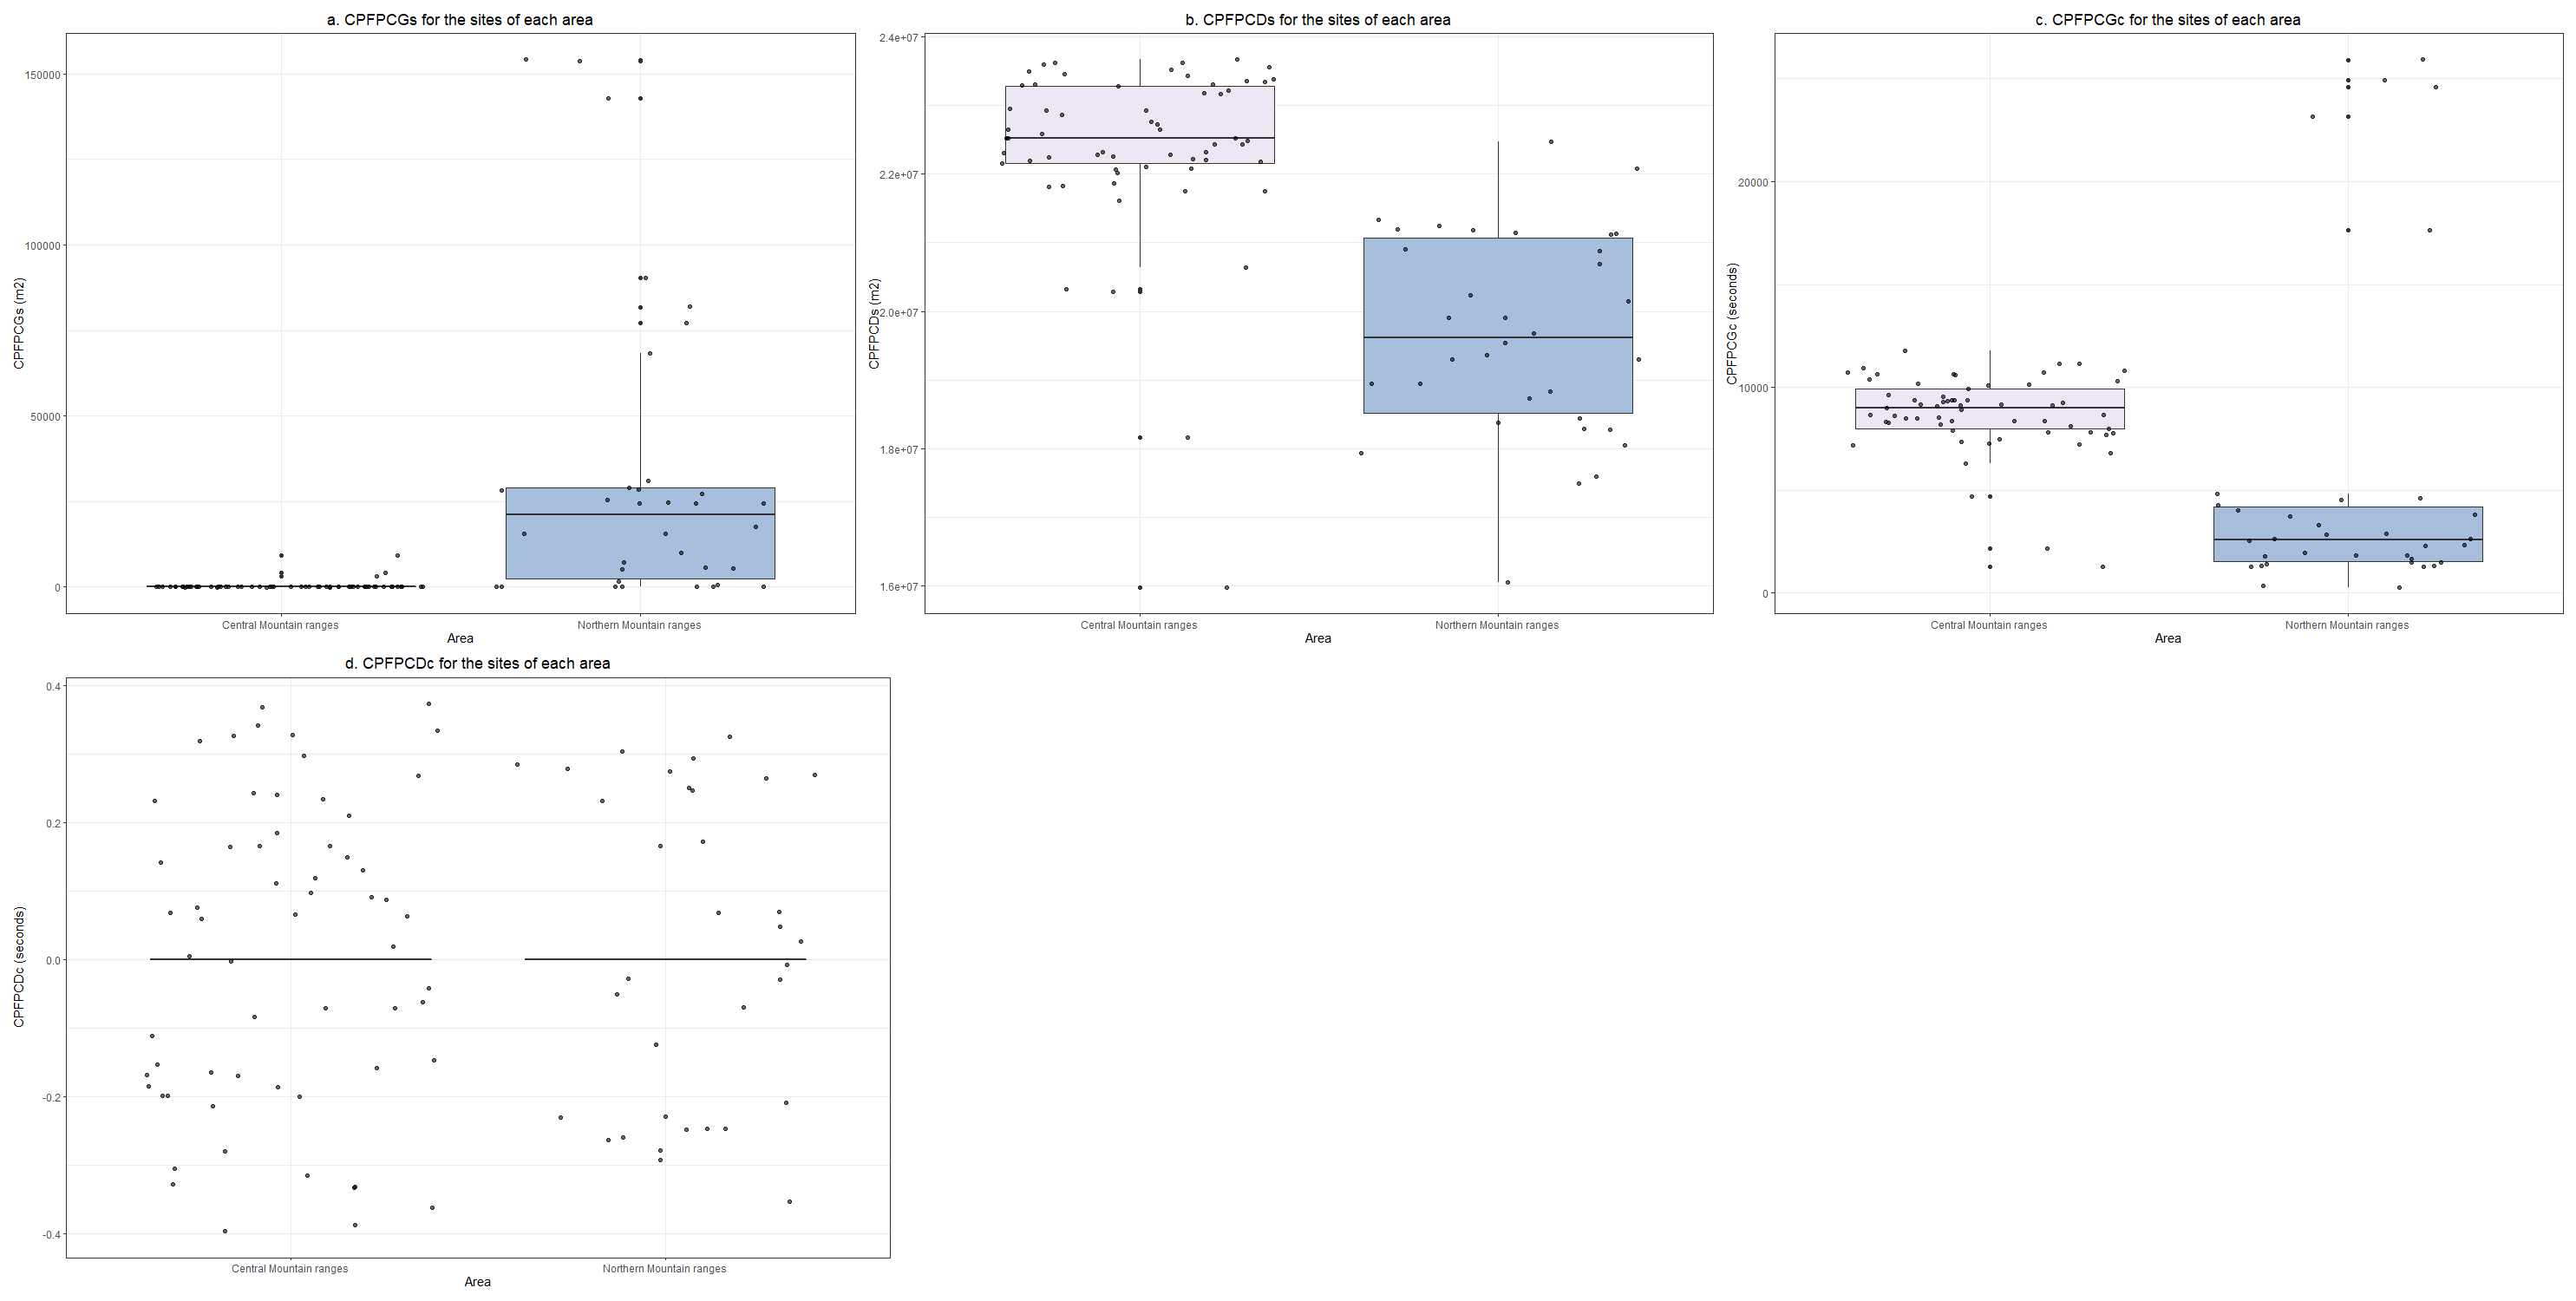 a. CPFPCGs for the sites of each area
CPFPCGs (m2)
150000
100000
50000
0
Central Mountain ranges
Northern Mountain ranges
Area
b. CPFPCDs for the sites of each area
CPFPCDs (m2)
2.4e+07
2.2e+07
2.0e+07
1.8e+07
1.6e+07
Central Mountain ranges
Northern Mountain ranges
Area
c. CPFPCGc for the sites of each area
CPFPCGc (seconds)
20000
10000
0
Central Mountain ranges
Northern Mountain ranges
Area
d. CPFPCDc for the sites of each area
CPFPCDc (seconds)
0.4
0.2
0.0
-0.2
-0.4
Central Mountain ranges
Northern Mountain ranges
Area